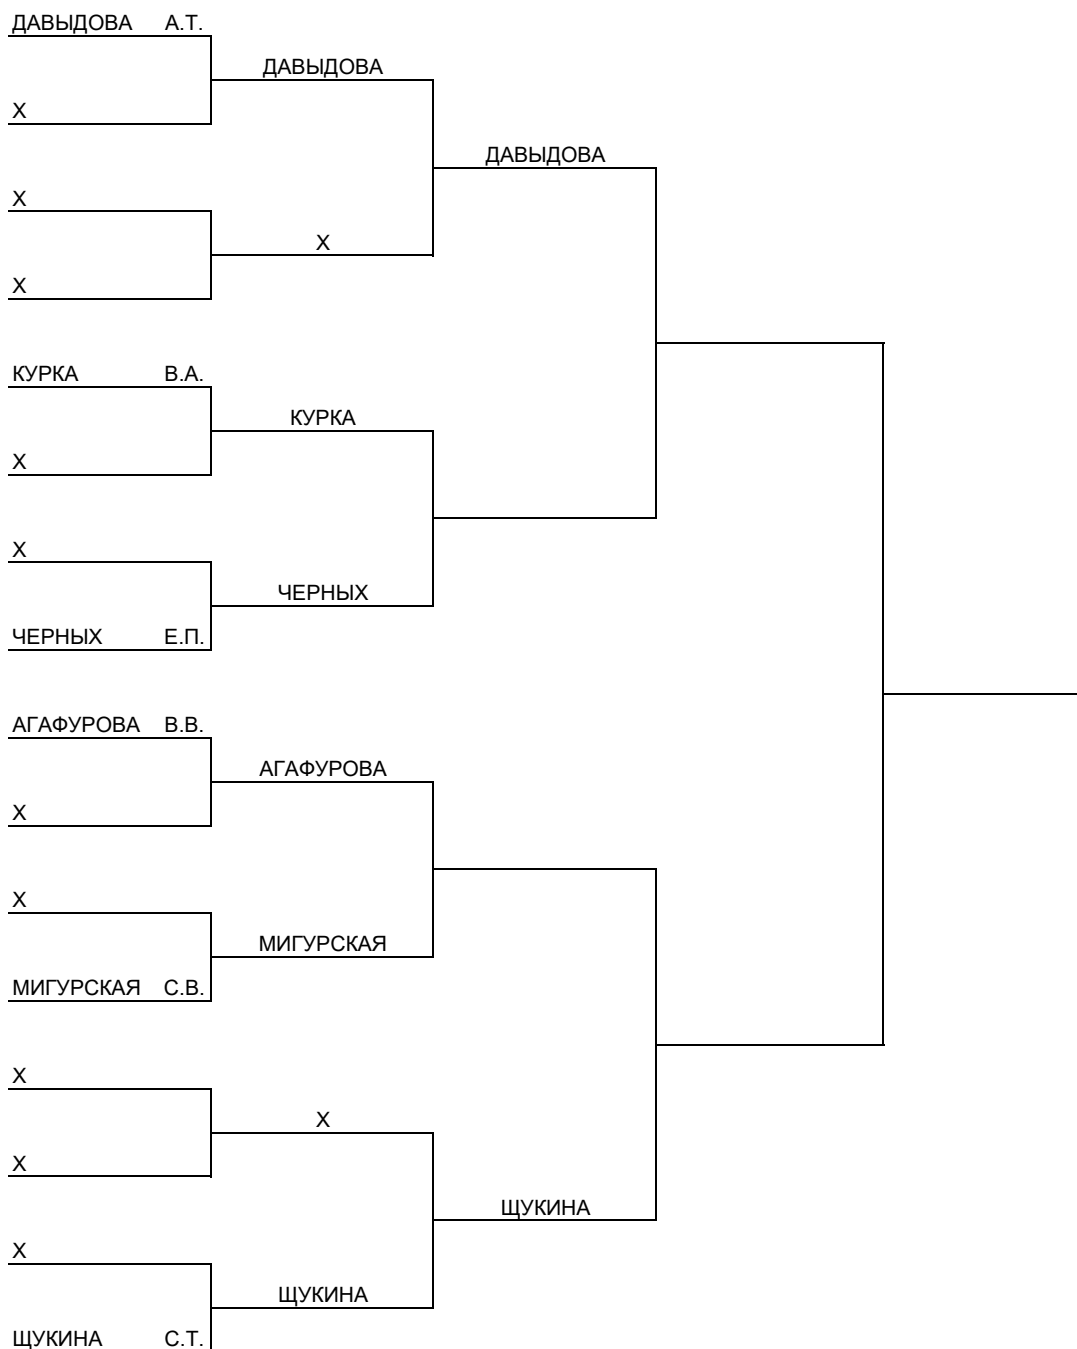 ДАВЫДОВА А.Т.
ДАВЫДОВА
Х
ДАВЫДОВА
Х
Х
Х
КУРКА В.А.
КУРКА
Х
Х
ЧЕРНЫХ
ЧЕРНЫХ Е.П.
АГАФУРОВА В.В.
АГАФУРОВА
Х
Х
МИГУРСКАЯ
МИГУРСКАЯ С.В.
Х
Х
Х
ЩУКИНА
Х
ЩУКИНА
ЩУКИНА С.Т.